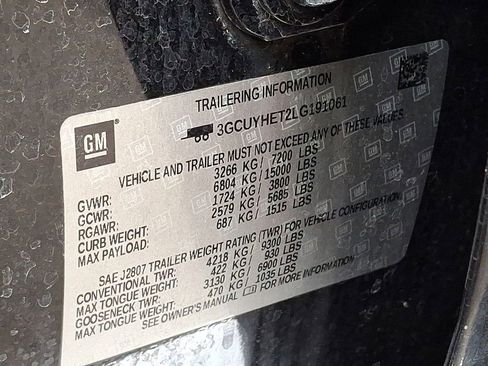 TRAILERING INFORMATION
3GCUYHET2LG191061
GM
VEHICLE AND TRAILER MUST NOT EXCEED ANY OF THESE WEIGHTS
GVWR: 3266 KG / 7200 LBS
GCWR: 6804 KG / 15000 LBS
RGAWR: 1724 KG / 3800 LBS
CURB WEIGHT: 2579 KG / 5685 LBS
MAX PAYLOAD: 687 KG / 1515 LBS
SAE J2807 TRAILER WEIGHT RATING (TWR) FOR VEHICLE CONFIGURATION
CONVENTIONAL TWR: 4218 KG / 9300 LBS
MAX TONGUE WEIGHT: 422 KG / 930 LBS
GOOSENECK TWR: 3130 KG / 6900 LBS
MAX TONGUE WEIGHT: 470 KG / 1035 LBS
SEE OWNER'S MANUAL FOR MORE INFORMATION